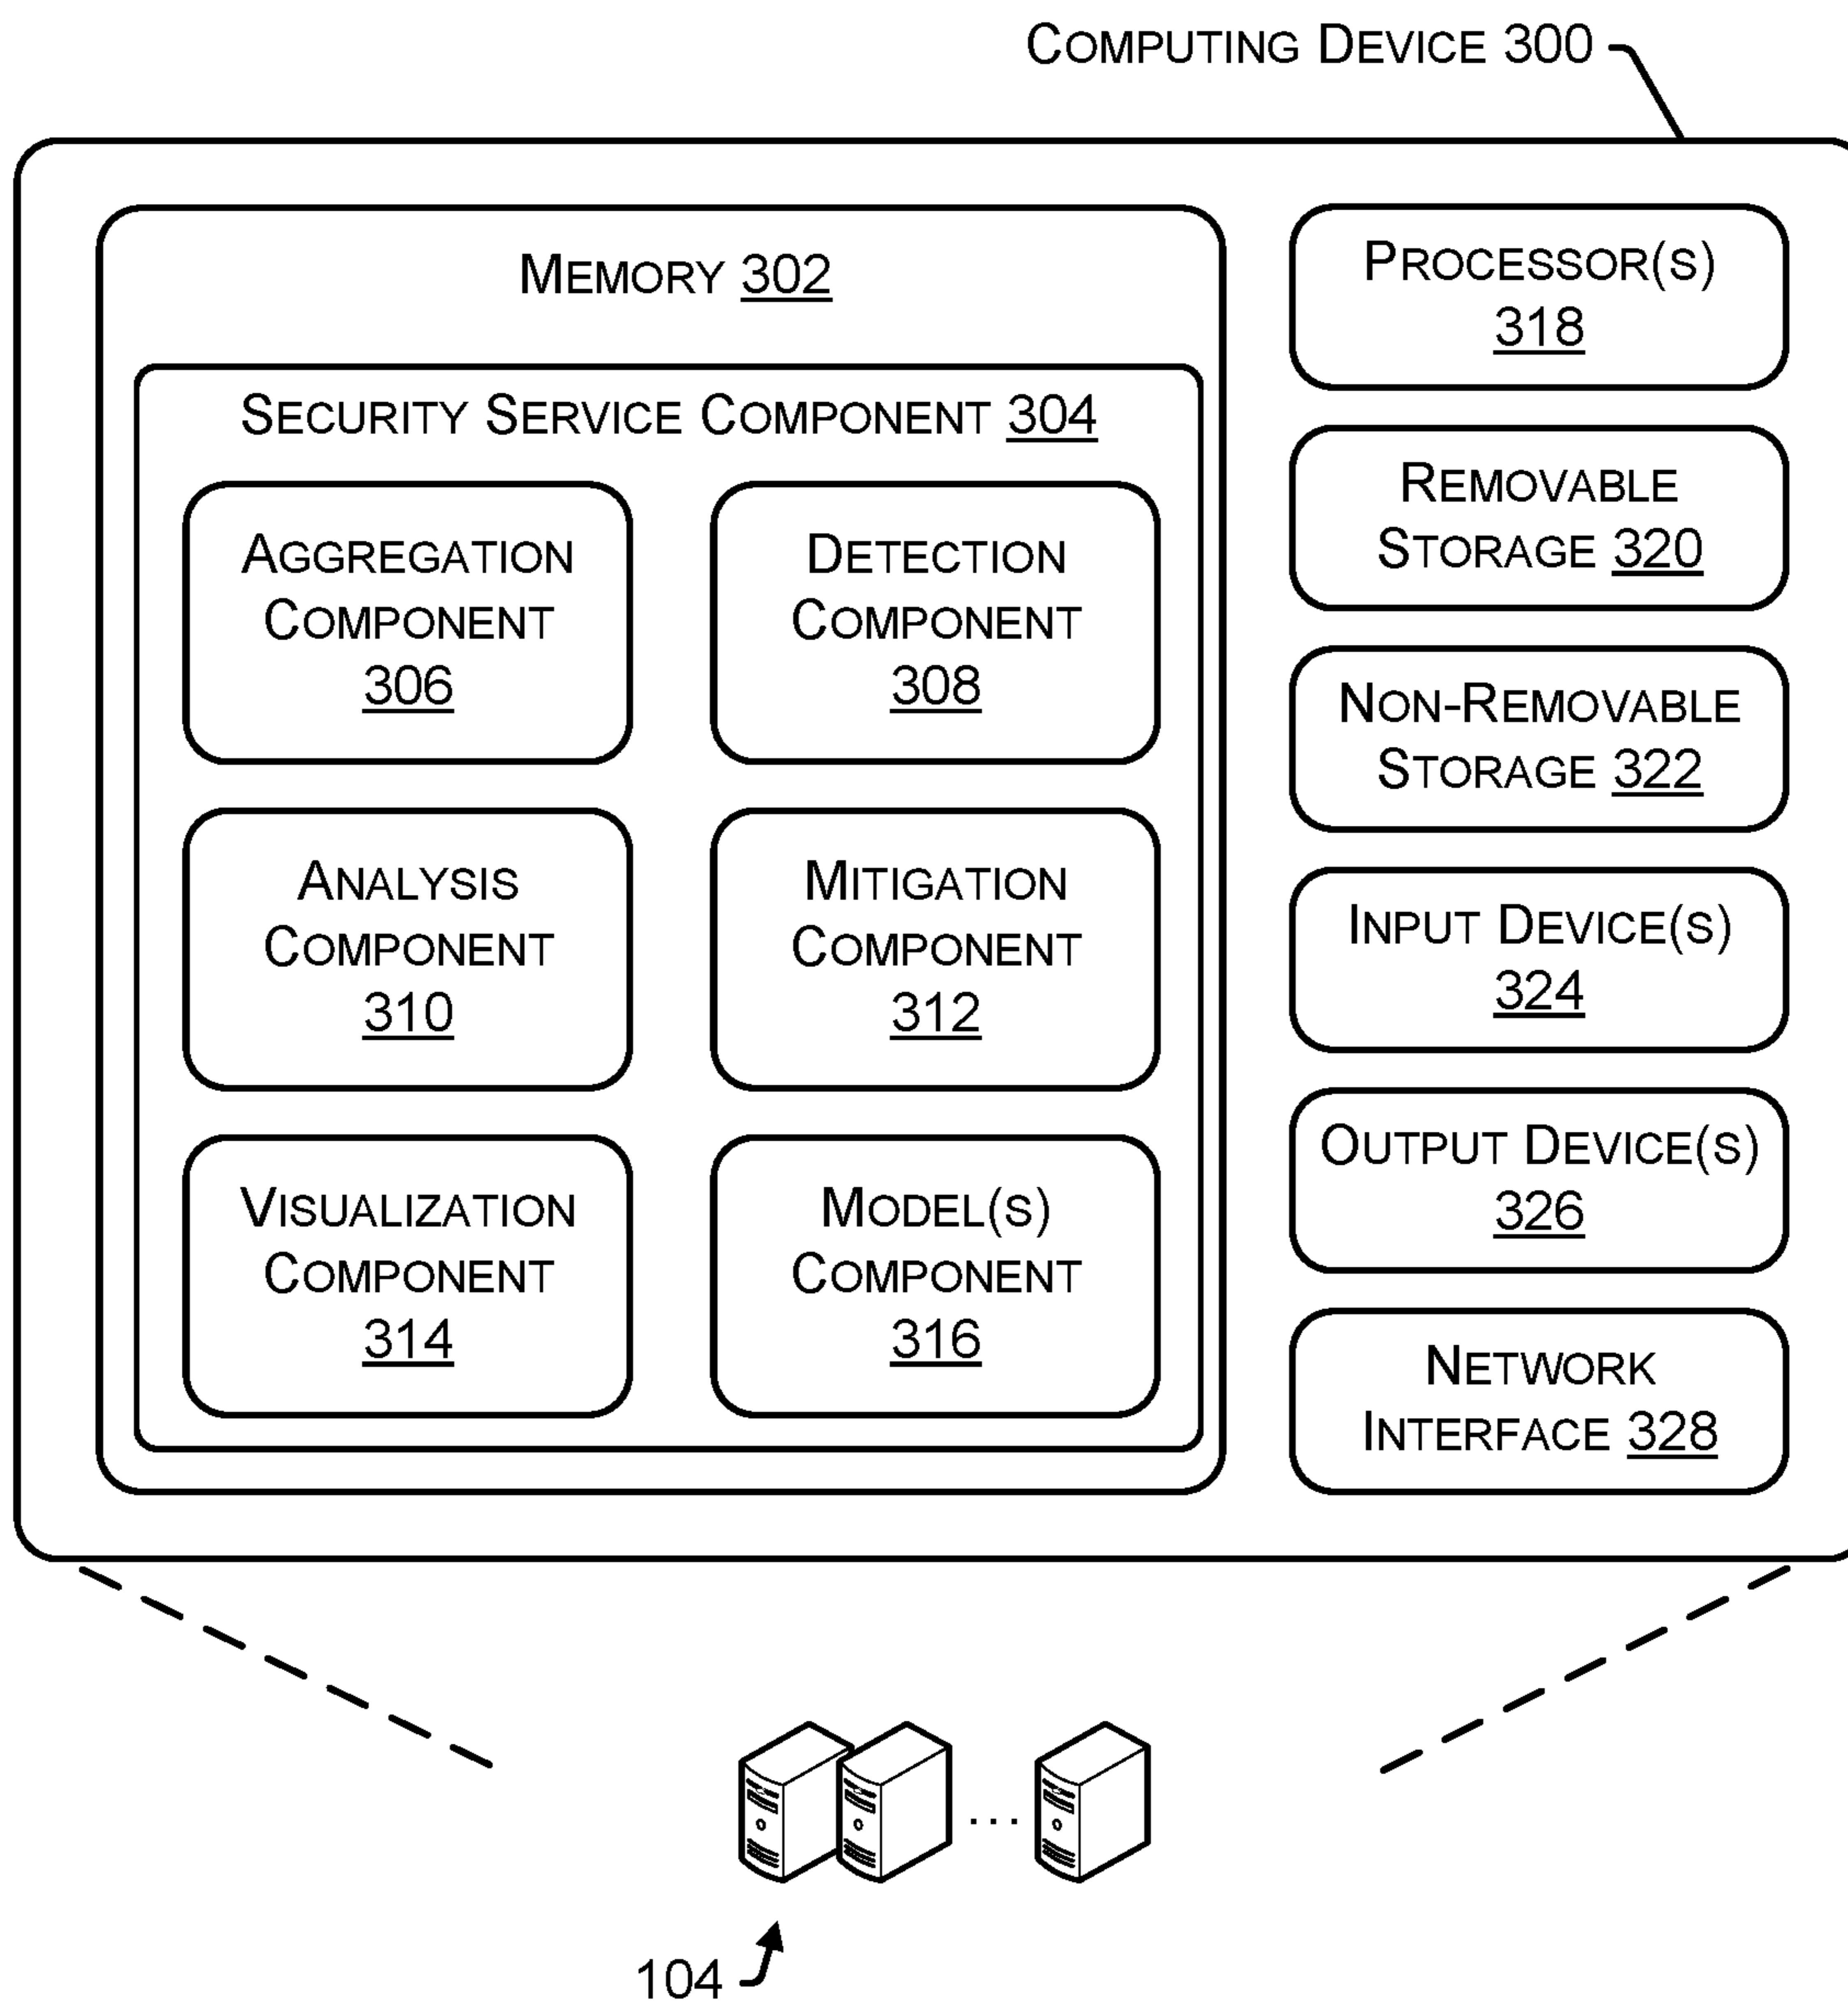 COMPUTING DEVICE 300
MEMORY 302
SECURITY SERVICE COMPONENT 304
AGGREGATION
COMPONENT
306
DETECTION
COMPONENT
308
ANALYSIS
COMPONENT
310
MITIGATION
COMPONENT
312
VISUALIZATION
COMPONENT
314
MODEL(S)
COMPONENT
316
PROCESSOR(S)
318
REMOVABLE
STORAGE 320
NON-REMOVABLE
STORAGE 322
INPUT DEVICE(S)
324
OUTPUT DEVICE(S)
326
NETWORK
INTERFACE 328
...
104